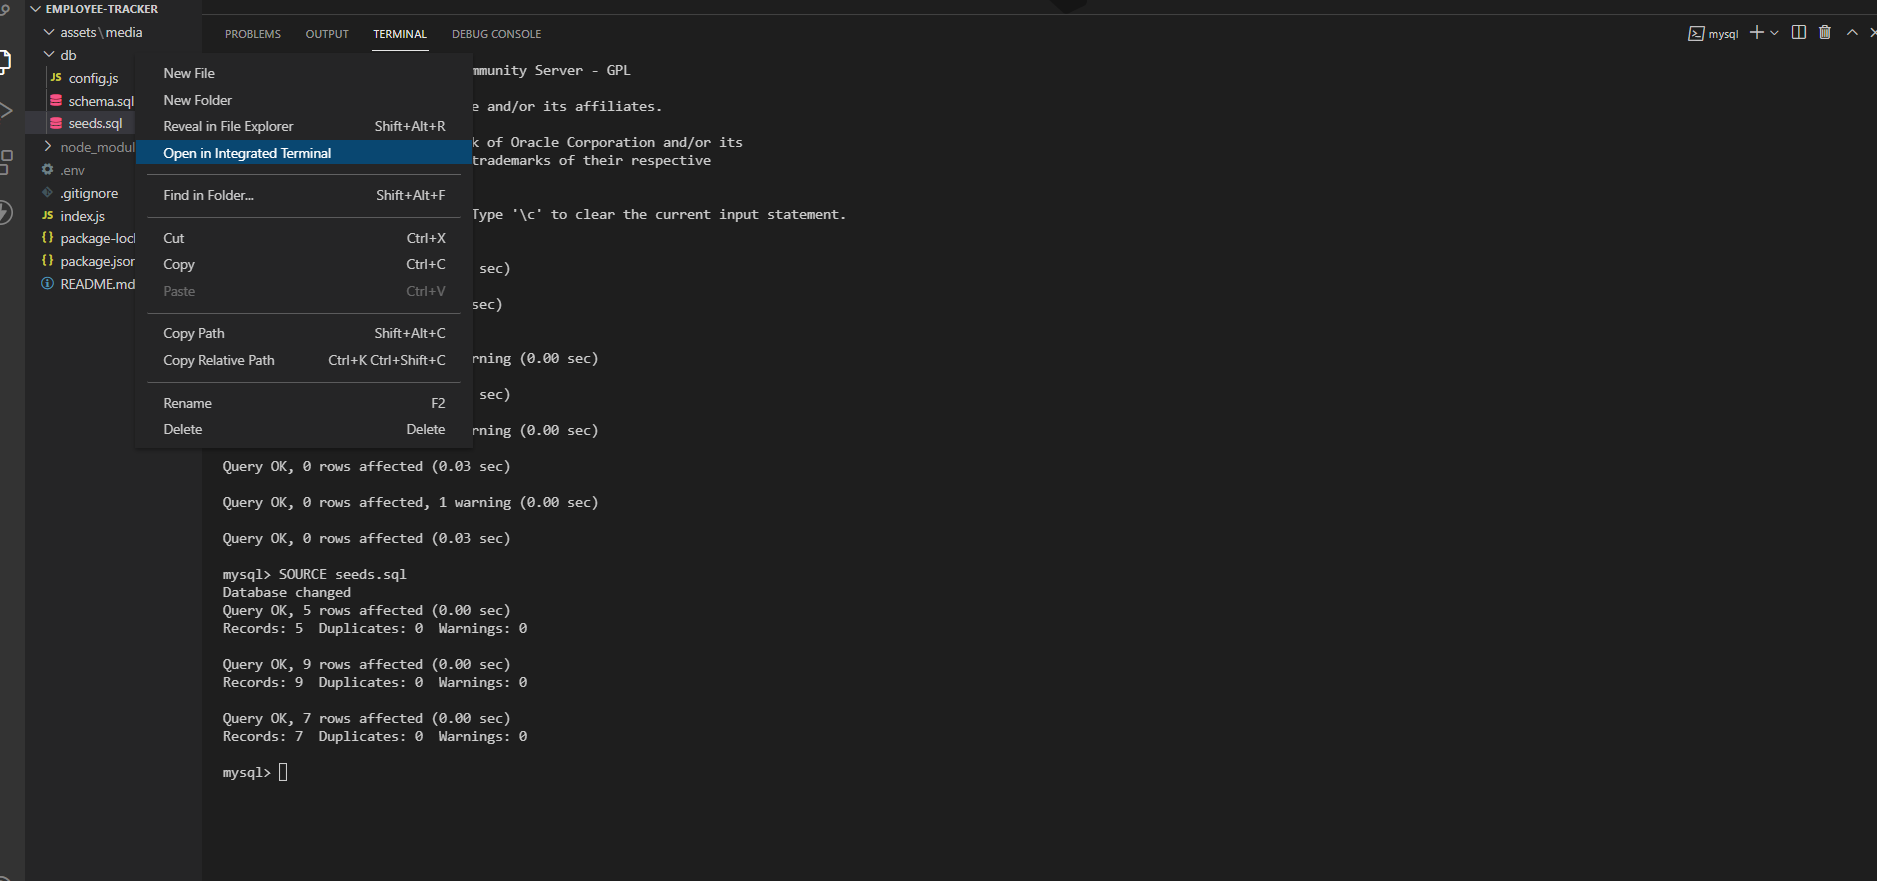 EMPLOYEE-TRACKER
assets\media
db
JS config.js
schema.sql
seeds.sql
node_modul
.env
.gitignore
JS index.js
{} package-loc
{} package.jsor
README.md
PROBLEMS OUTPUT TERMINAL DEBUG CONSOLE
mysql
New File
New Folder
Reveal in File Explorer Shift+Alt+R
Open in Integrated Terminal
Find in Folder... Shift+Alt+F
Cut Ctrl+X
Copy Ctrl+C
Paste Ctrl+V
Copy Path Shift+Alt+C
Copy Relative Path Ctrl+K Ctrl+Shift+C
Rename F2
Delete Delete
mmunity Server - GPL
e and/or its affiliates.
k of Oracle Corporation and/or its
trademarks of their respective
Type '\c' to clear the current input statement.
sec)
sec)
rning (0.00 sec)
sec)
rning (0.00 sec)
Query OK, 0 rows affected (0.03 sec)
Query OK, 0 rows affected, 1 warning (0.00 sec)
Query OK, 0 rows affected (0.03 sec)
mysql> SOURCE seeds.sql
Database changed
Query OK, 5 rows affected (0.00 sec)
Records: 5 Duplicates: 0 Warnings: 0
Query OK, 9 rows affected (0.00 sec)
Records: 9 Duplicates: 0 Warnings: 0
Query OK, 7 rows affected (0.00 sec)
Records: 7 Duplicates: 0 Warnings: 0
mysql>